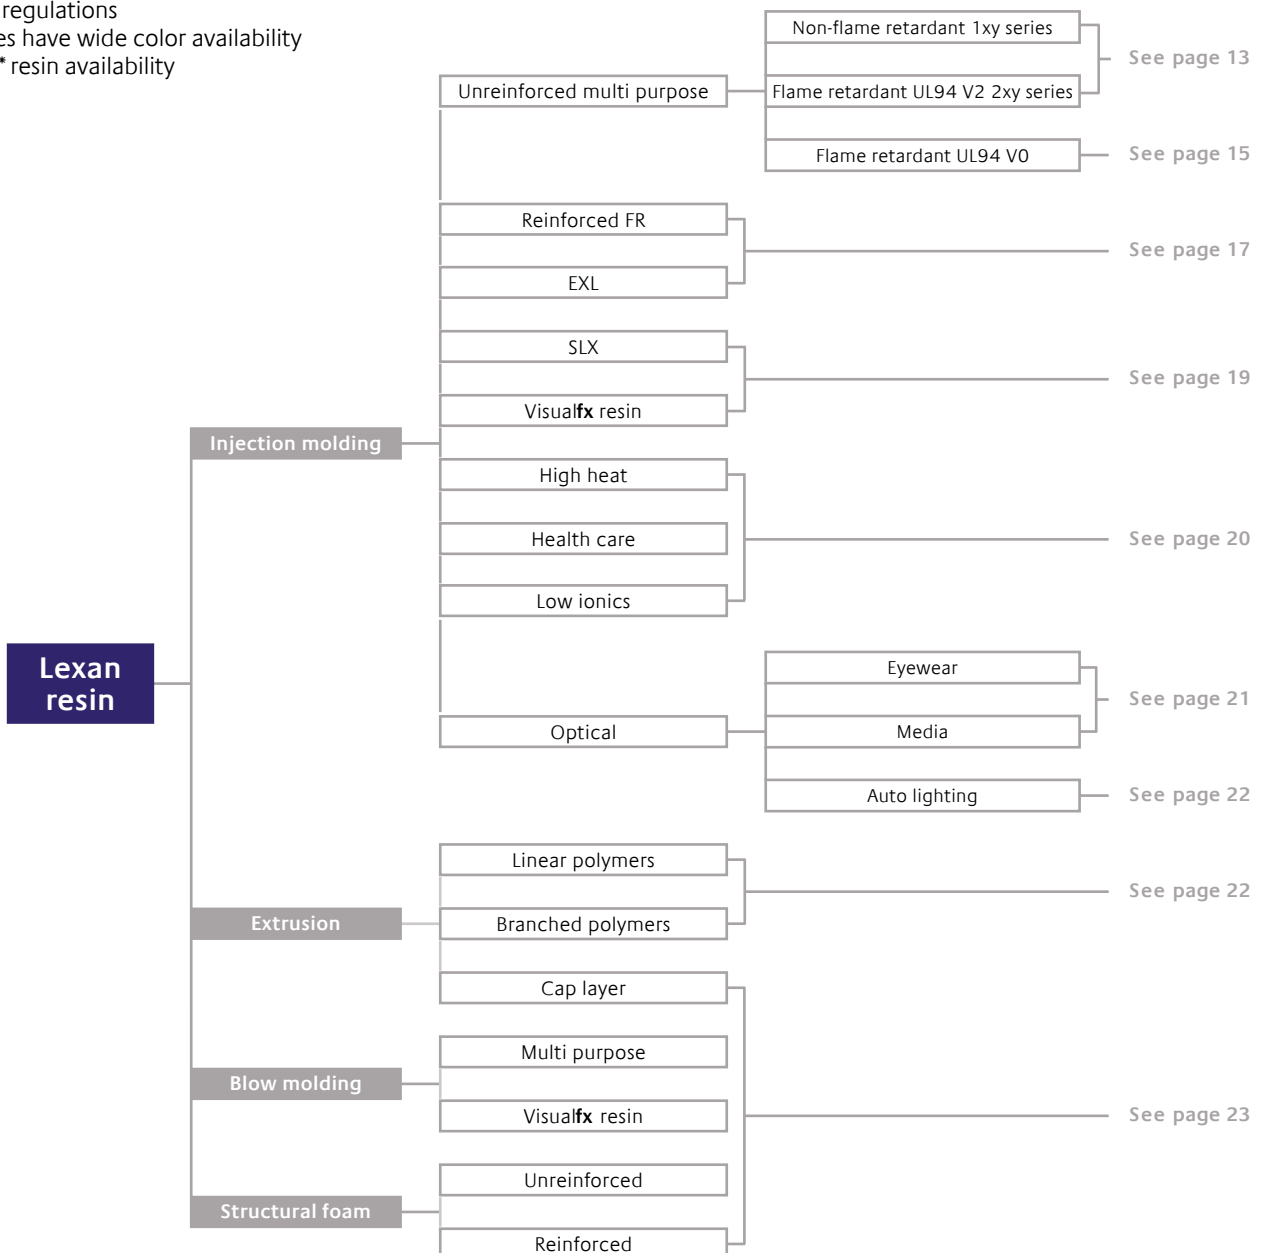 regulations
es have wide color availability
* resin availability
Non-flame retardant 1xy series
See page 13
Unreinforced multi purpose
Flame retardant UL94 V2 2xy series
Flame retardant UL94 V0
See page 15
Reinforced FR
See page 17
EXL
SLX
See page 19
Visualfx resin
Injection molding
High heat
Health care
See page 20
Low ionics
Lexan
resin
Eyewear
See page 21
Optical
Media
Auto lighting
See page 22
Linear polymers
See page 22
Extrusion
Branched polymers
Cap layer
Multi purpose
Blow molding
Visualfx resin
See page 23
Unreinforced
Structural foam
Reinforced